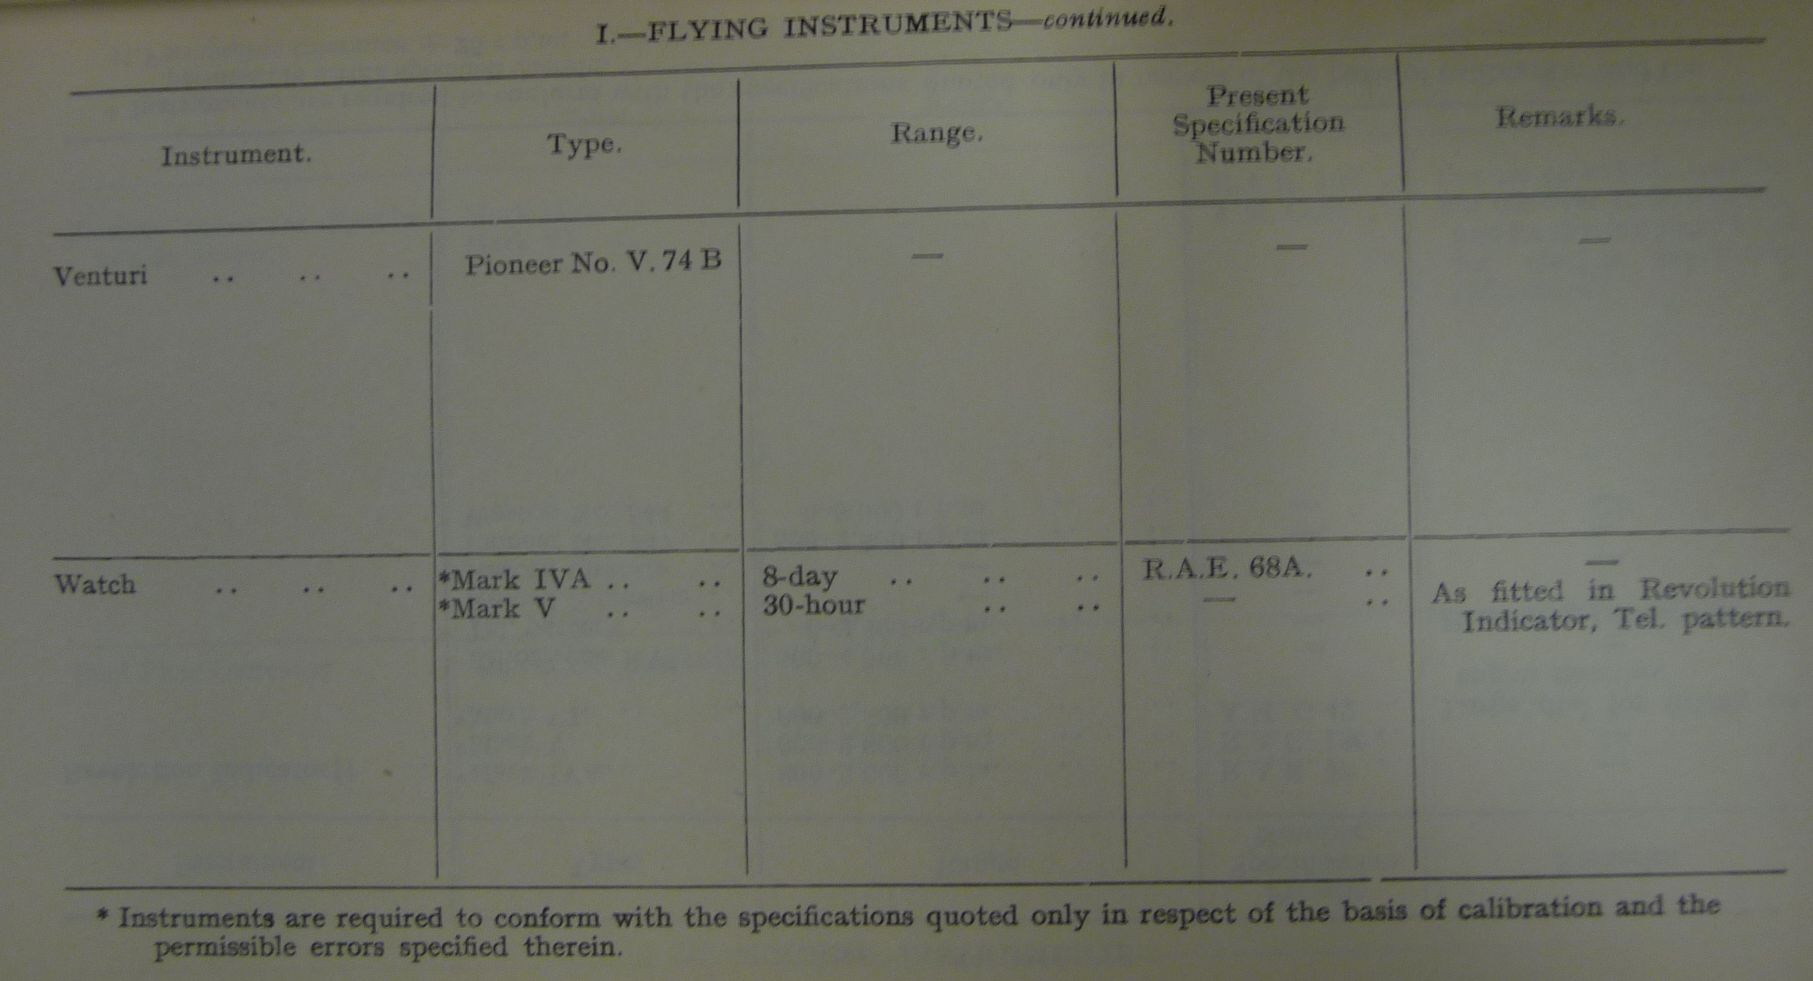 I.—FLYING INSTRUMENTS—continued.
Instrument.
Type.
Range.
Present
Specification
Number.
Remarks.
Venturi .. .. .. Pioneer No. V. 74 B — — —
Watch .. .. .. *Mark IVA .. .. 8-day .. .. .. R.A.E. 68A. .. —
*Mark V .. .. 30-hour .. .. — .. As fitted in Revolution
Indicator, Tel. pattern.
* Instruments are required to conform with the specifications quoted only in respect of the basis of calibration and the
permissible errors specified therein.